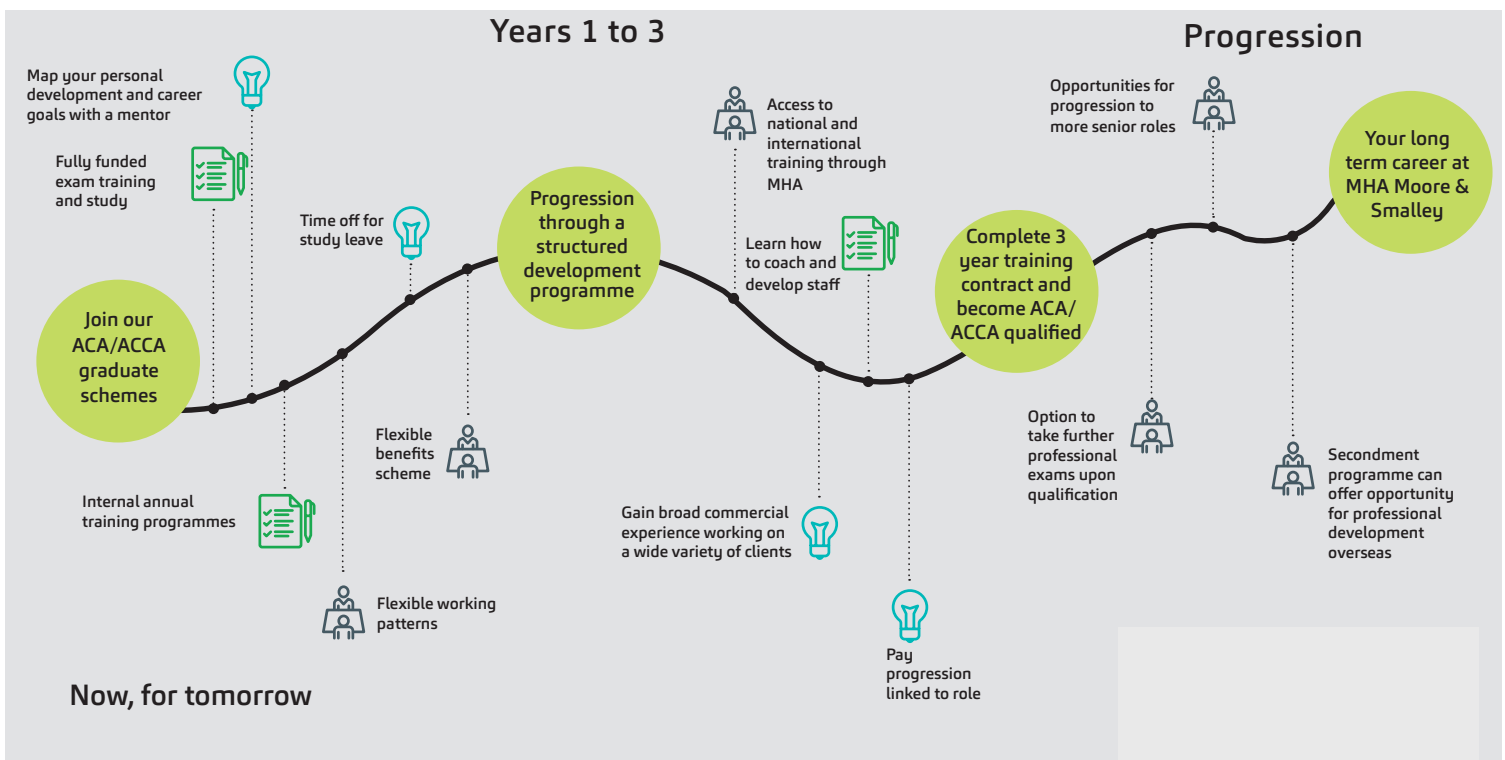 Years 1 to 3
Progression
Map your personal
development and career
goals with a mentor
Fully funded
exam training
and study
Time off for
study leave
Join our
ACA/ACCA
graduate
schemes
Internal annual
training programmes
Flexible working
patterns
Flexible
benefits
scheme
Progression
through a
structured
development
programme
Access to
national and
international
training through
MHA
Learn how
to coach and
develop staff
Gain broad commercial
experience working on
a wide variety of clients
Pay
progression
linked to role
Complete 3
year training
contract and
become ACA/
ACCA qualified
Opportunities for
progression to
more senior roles
Option to
take further
professional
exams upon
qualification
Secondment
programme can
offer opportunity
for professional
development
overseas
Your long
term career at
MHA Moore &
Smalley
Now, for tomorrow